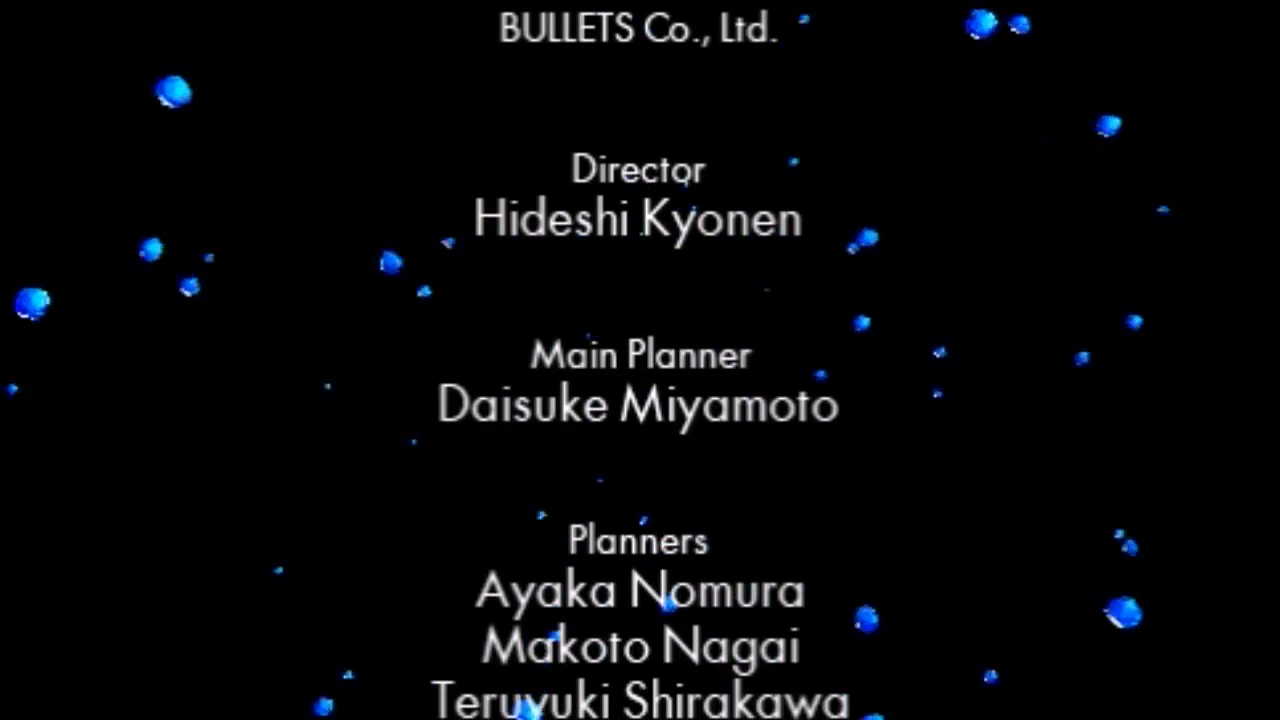 BULLETS Co., Ltd.
Director
Hideshi Kyonen
Main Planner
Daisuke Miyamoto
Planners
Ayaka Nomura
Makoto Nagai
Teruyuki Shirakawa